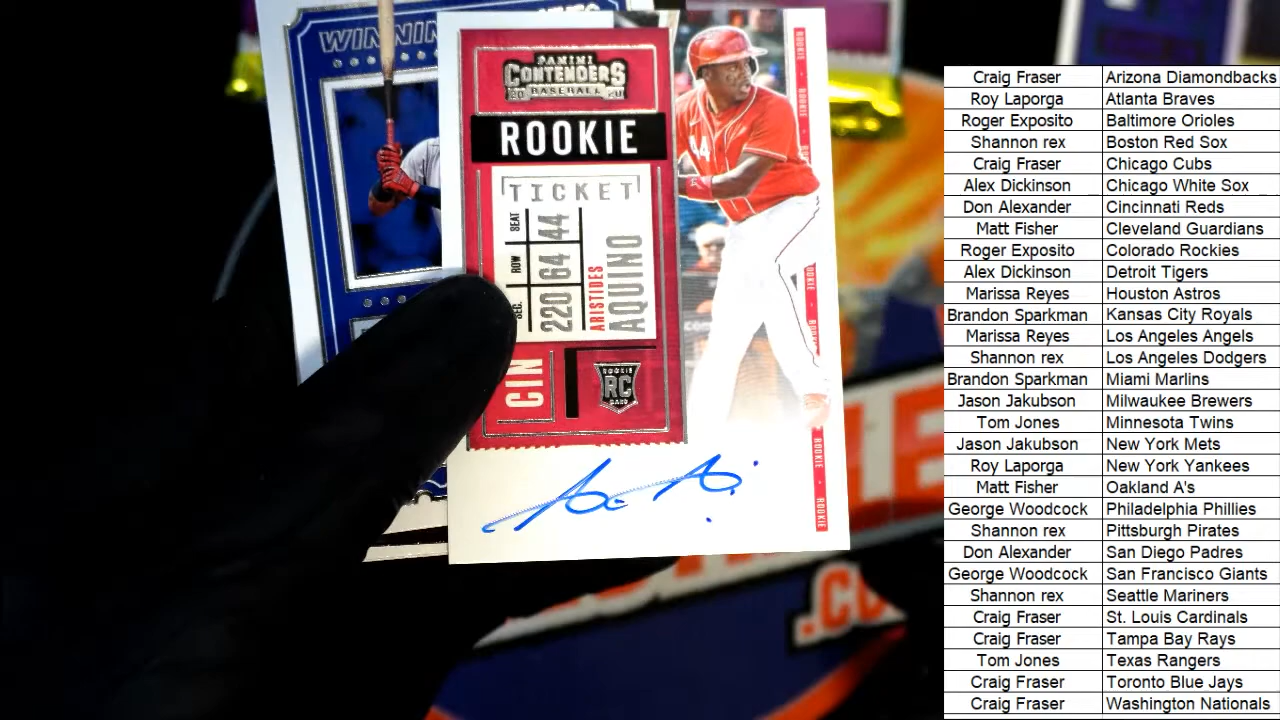 WINNIN
PANINI
CONTENDERS
20 BASEBALL 20
ROOKIE
TICKET
SEAT 44
ROW 64
SEC. 220
ARISTIDES
AQUINO
CIN
ROOKIE
RC
CARD
44
ROOKIE
ROOKIE
ROOKIE
ROOKIE
.CO
Craig Fraser Arizona Diamondbacks
Roy Laporga Atlanta Braves
Roger Exposito Baltimore Orioles
Shannon rex Boston Red Sox
Craig Fraser Chicago Cubs
Alex Dickinson Chicago White Sox
Don Alexander Cincinnati Reds
Matt Fisher Cleveland Guardians
Roger Exposito Colorado Rockies
Alex Dickinson Detroit Tigers
Marissa Reyes Houston Astros
Brandon Sparkman Kansas City Royals
Marissa Reyes Los Angeles Angels
Shannon rex Los Angeles Dodgers
Brandon Sparkman Miami Marlins
Jason Jakubson Milwaukee Brewers
Tom Jones Minnesota Twins
Jason Jakubson New York Mets
Roy Laporga New York Yankees
Matt Fisher Oakland A's
George Woodcock Philadelphia Phillies
Shannon rex Pittsburgh Pirates
Don Alexander San Diego Padres
George Woodcock San Francisco Giants
Shannon rex Seattle Mariners
Craig Fraser St. Louis Cardinals
Craig Fraser Tampa Bay Rays
Tom Jones Texas Rangers
Craig Fraser Toronto Blue Jays
Craig Fraser Washington Nationals